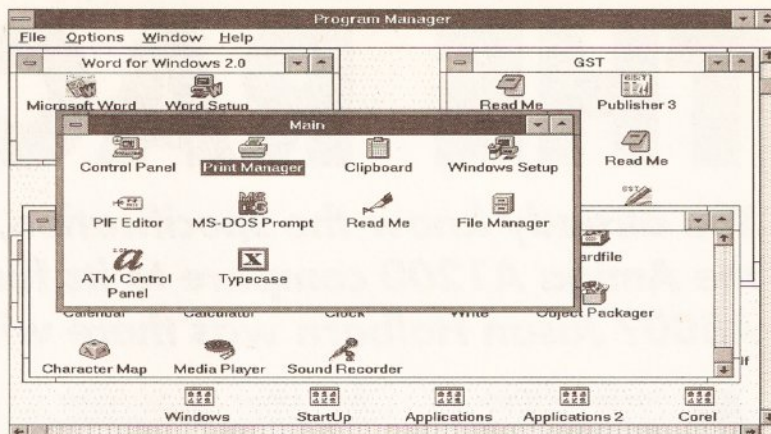 Program Manager
File Options Window Help
Word for Windows 2.0
GST
Microsoft Word Word Setup
Read Me Publisher 3
Main
Control Panel Print Manager Clipboard Windows Setup
Read Me
PIF Editor MS-DOS Prompt Read Me File Manager
ATM Control Panel Typecase
ardfile
Calendar Calculator Clock Write Object Packager
Character Map Media Player Sound Recorder
Windows StartUp Applications Applications 2 Corel